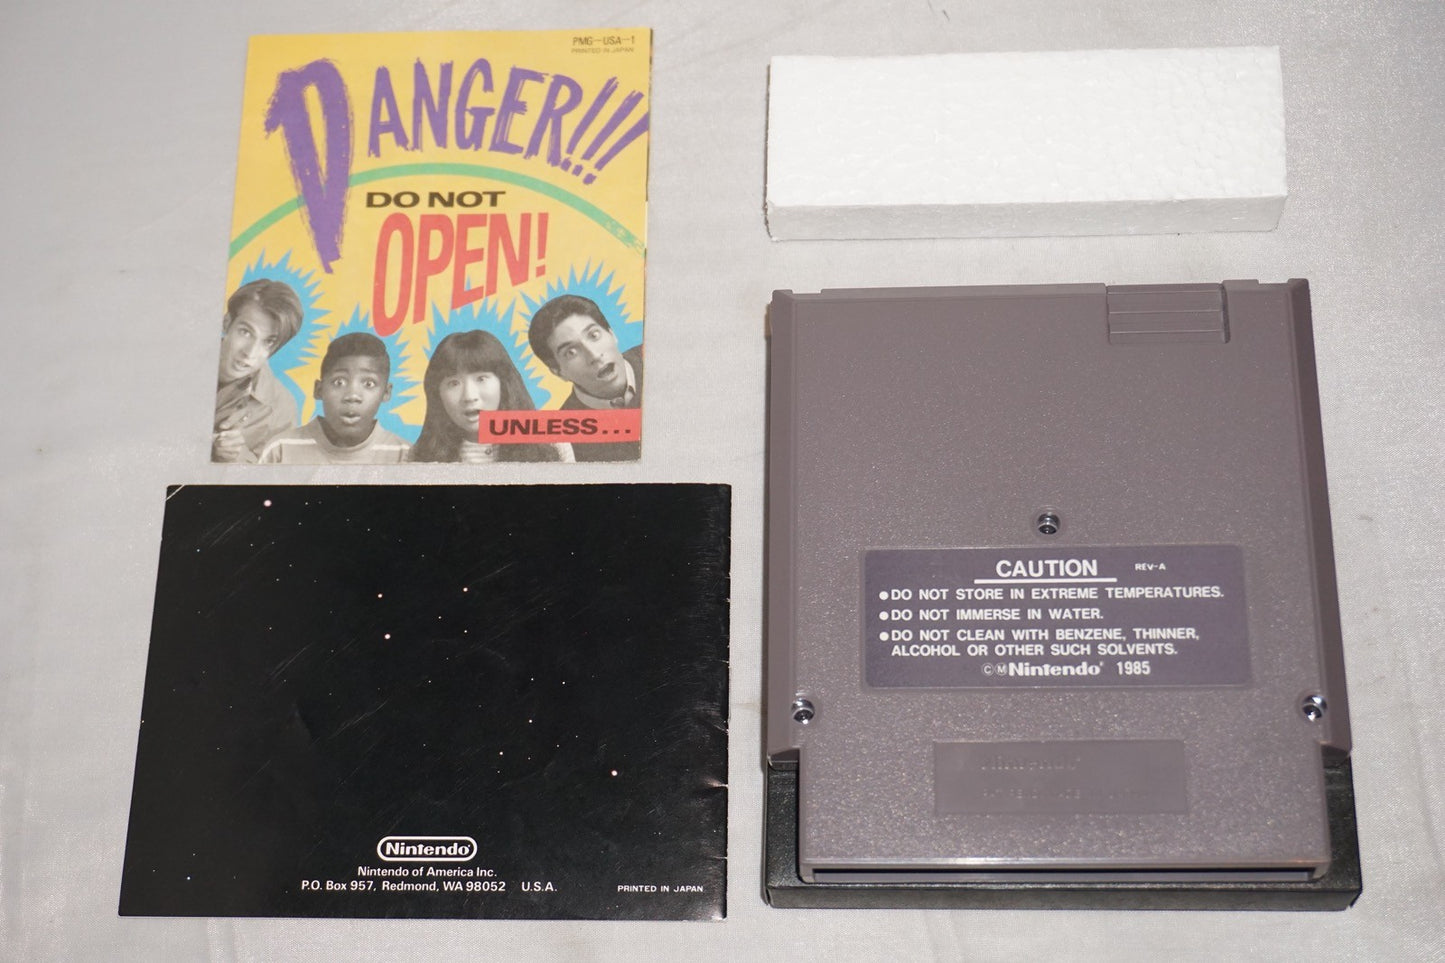 PMG-USA-1
PRINTED IN JAPAN
DANGER!!!
DO NOT
OPEN!
UNLESS...
Nintendo
Nintendo of America Inc.
P.O. Box 957, Redmond, WA 98052 U.S.A.
PRINTED IN JAPAN
CAUTION REV-A
●DO NOT STORE IN EXTREME TEMPERATURES.
●DO NOT IMMERSE IN WATER.
●DO NOT CLEAN WITH BENZENE, THINNER,
ALCOHOL OR OTHER SUCH SOLVENTS.
ⒸⓂNintendo® 1985
Nintendo